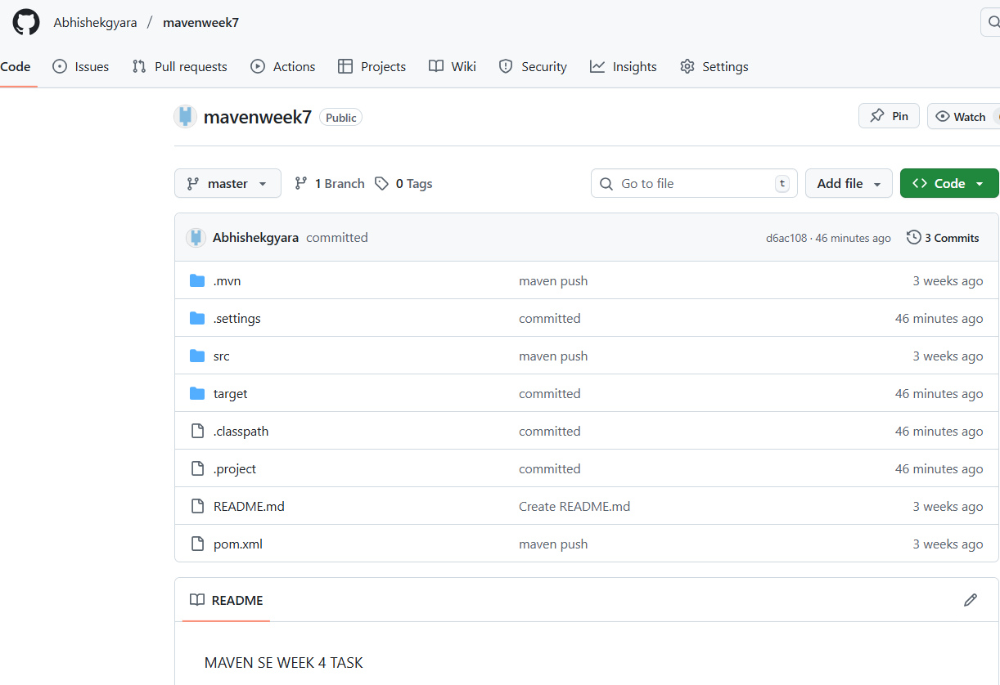 Abhishekgyara / mavenweek7
Code Issues Pull requests Actions Projects Wiki Security Insights Settings
mavenweek7 Public Pin Watch
master 1 Branch 0 Tags Go to file t Add file Code
Abhishekgyara committed d6ac108 · 46 minutes ago 3 Commits
.mvn maven push 3 weeks ago
.settings committed 46 minutes ago
src maven push 3 weeks ago
target committed 46 minutes ago
.classpath committed 46 minutes ago
.project committed 46 minutes ago
README.md Create README.md 3 weeks ago
pom.xml maven push 3 weeks ago
README
MAVEN SE WEEK 4 TASK